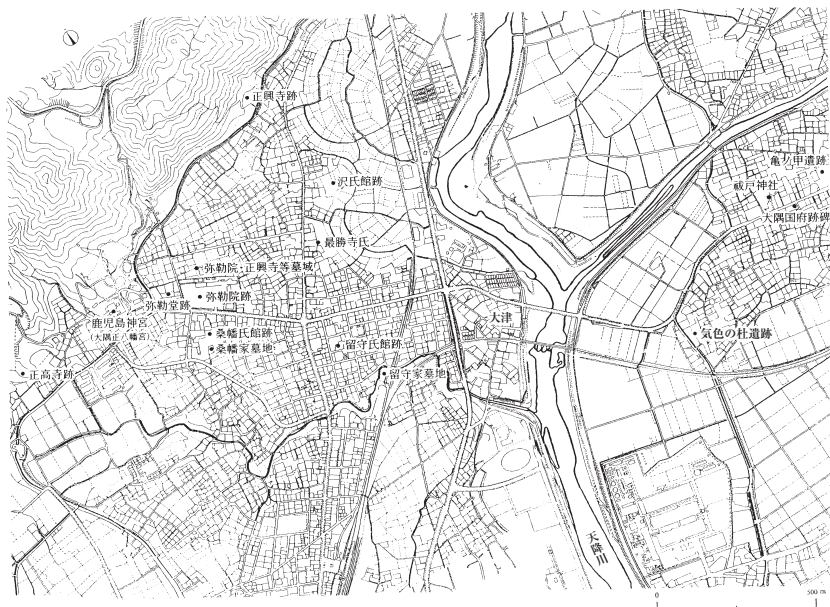 正興寺跡
亀ノ甲遺跡
沢氏館跡
祓戸神社
大隅国府跡碑
最勝寺氏
弥勒院・正興寺等墓域
弥勒院跡
弥勒堂跡
鹿児島神宮
(大隅正八幡宮)
大津
桑幡氏館跡
桑幡家墓地
留守氏館跡
気色の杜遺跡
正高寺跡
留守家墓地
天降川
0
500 m